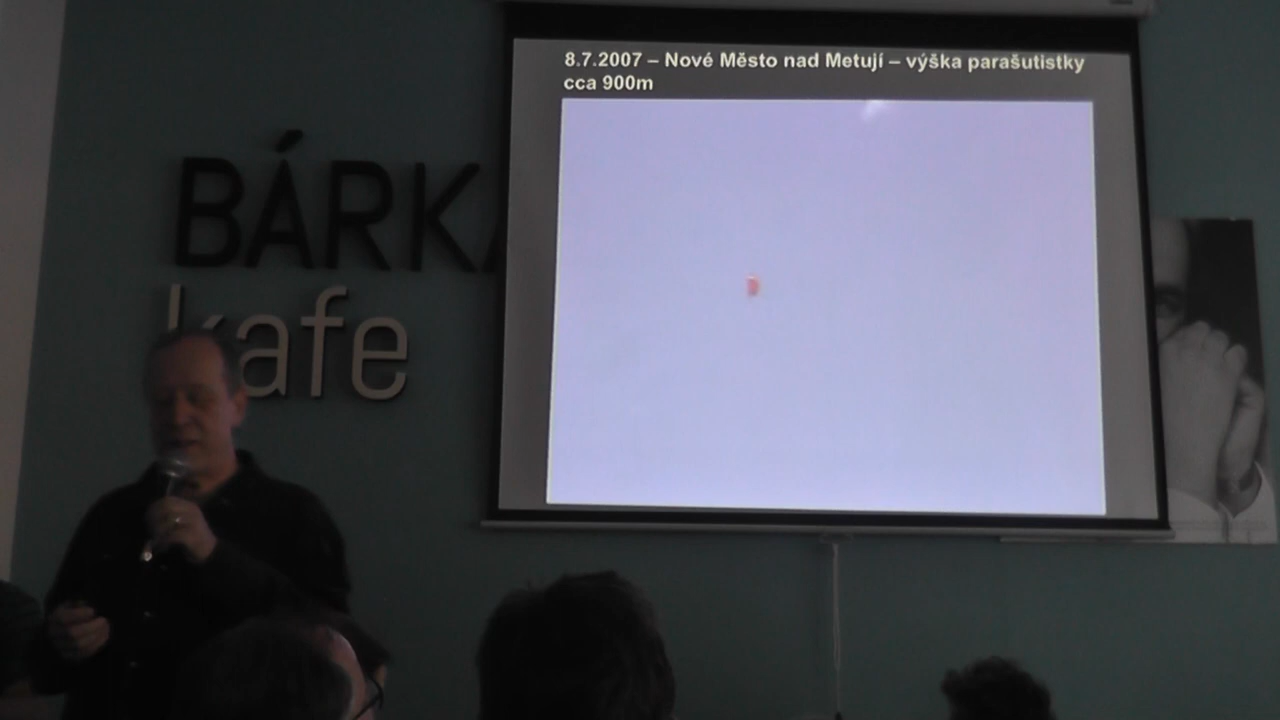 8.7.2007 – Nové Město nad Metují – výška parašutistky
cca 900m
BÁRKA
kafe